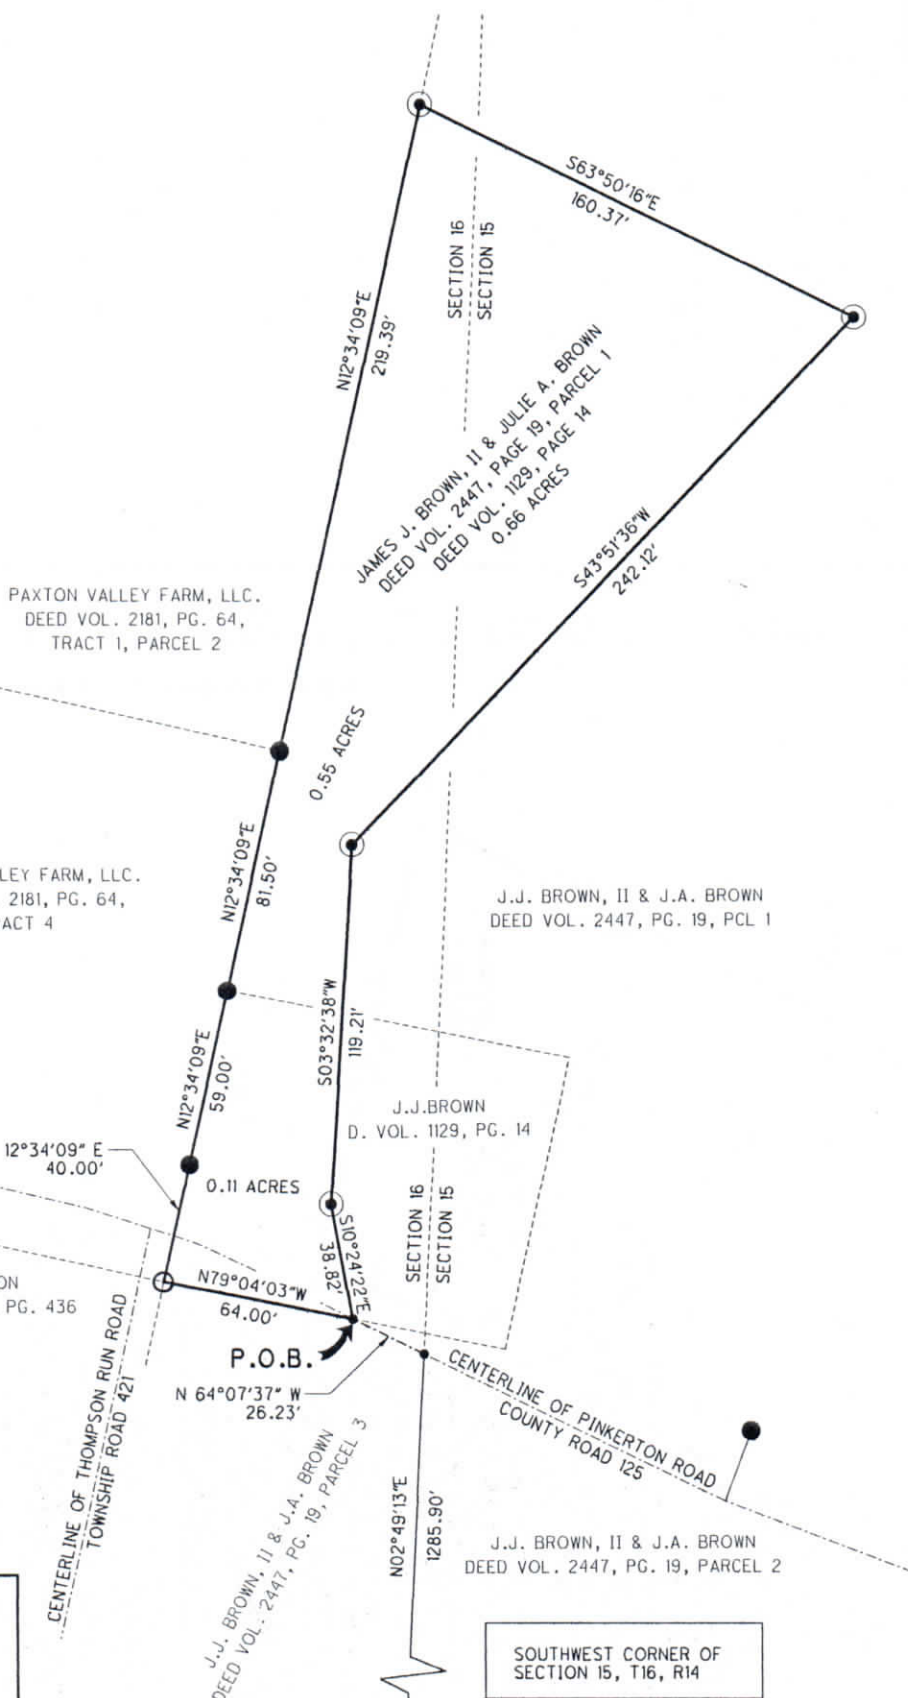 S63°50'16"E
160.37'
SECTION 16
SECTION 15
N12°34'09"E
219.39'
JAMES J. BROWN, II & JULIE A. BROWN
DEED VOL. 2447, PAGE 19, PARCEL 1
DEED VOL. 1129, PAGE 14
0.66 ACRES
S43°51'36"W
242.12'
PAXTON VALLEY FARM, LLC.
DEED VOL. 2181, PG. 64,
TRACT 1, PARCEL 2
0.55 ACRES
N12°34'09"E
81.50'
LEY FARM, LLC.
2181, PG. 64,
ACT 4
J.J. BROWN, II & J.A. BROWN
DEED VOL. 2447, PG. 19, PCL 1
S03°32'38"W
119.21'
N12°34'09"E
59.00'
J.J.BROWN
D. VOL. 1129, PG. 14
12°34'09" E
40.00'
0.11 ACRES
SECTION 16
SECTION 15
S10°24'22"E
38.82'
N79°04'03"W
64.00'
ON
PG. 436
P.O.B.
N 64°07'37" W
26.23'
CENTERLINE OF THOMPSON RUN ROAD
TOWNSHIP ROAD 421
CENTERLINE OF PINKERTON ROAD
COUNTY ROAD 125
J.J. BROWN, II & J.A. BROWN
DEED VOL. 2447, PG. 19, PARCEL 3
N02°49'13"E
1285.90'
J.J. BROWN, II & J.A. BROWN
DEED VOL. 2447, PG. 19, PARCEL 2
SOUTHWEST CORNER OF
SECTION 15, T16, R14